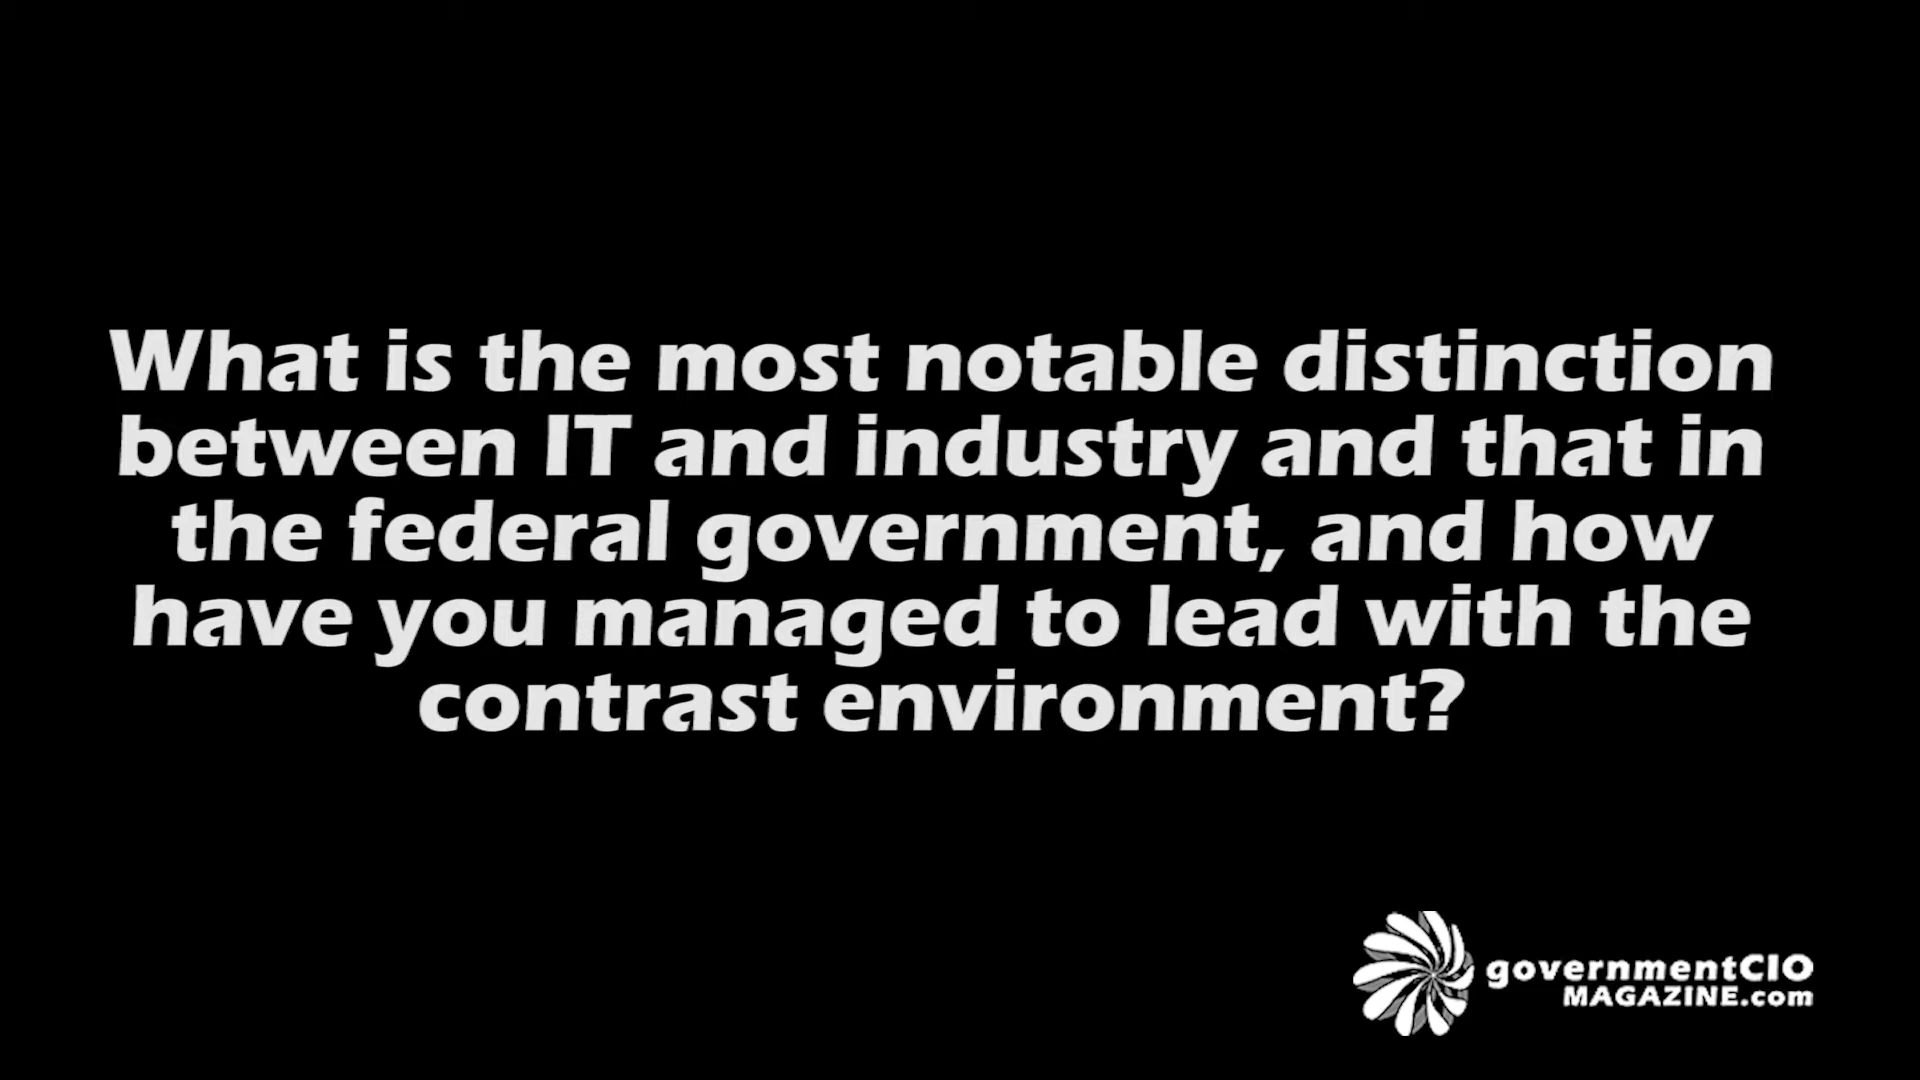 What is the most notable distinction
between IT and industry and that in
the federal government, and how
have you managed to lead with the
contrast environment?
governmentCIO
MAGAZINE.com